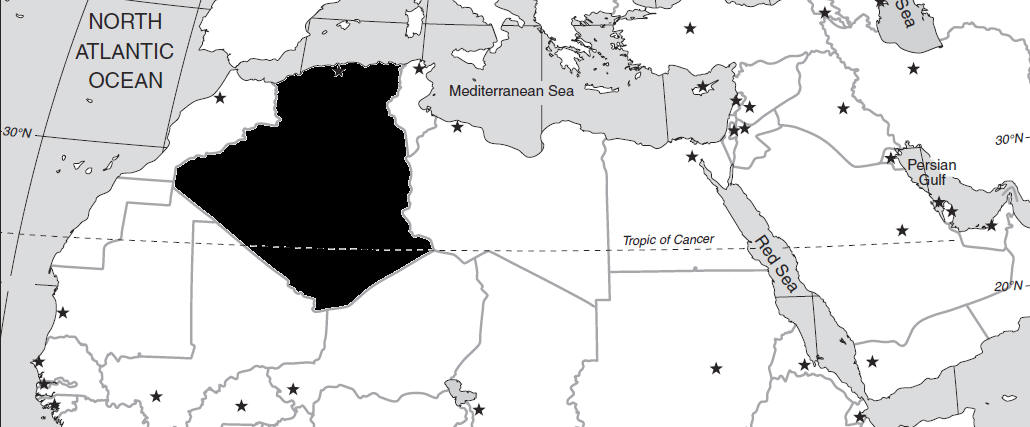 NORTH
ATLANTIC
OCEAN
Sea
Mediterranean Sea
30°N
30°N
Persian
Gulf
Tropic of Cancer
Red Sea
20°N